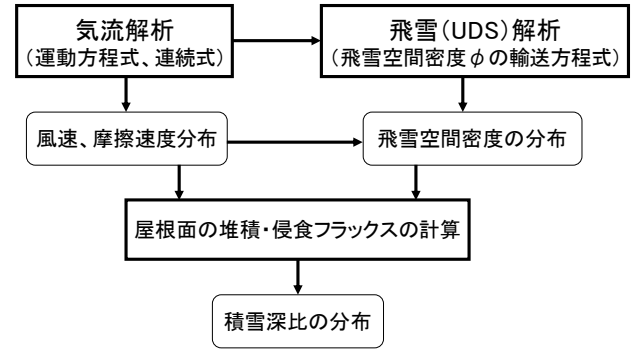 気流解析
(運動方程式、連続式)
飛雪(UDS)解析
(飛雪空間密度φの輸送方程式)
風速、摩擦速度分布
飛雪空間密度の分布
屋根面の堆積・侵食フラックスの計算
積雪深比の分布